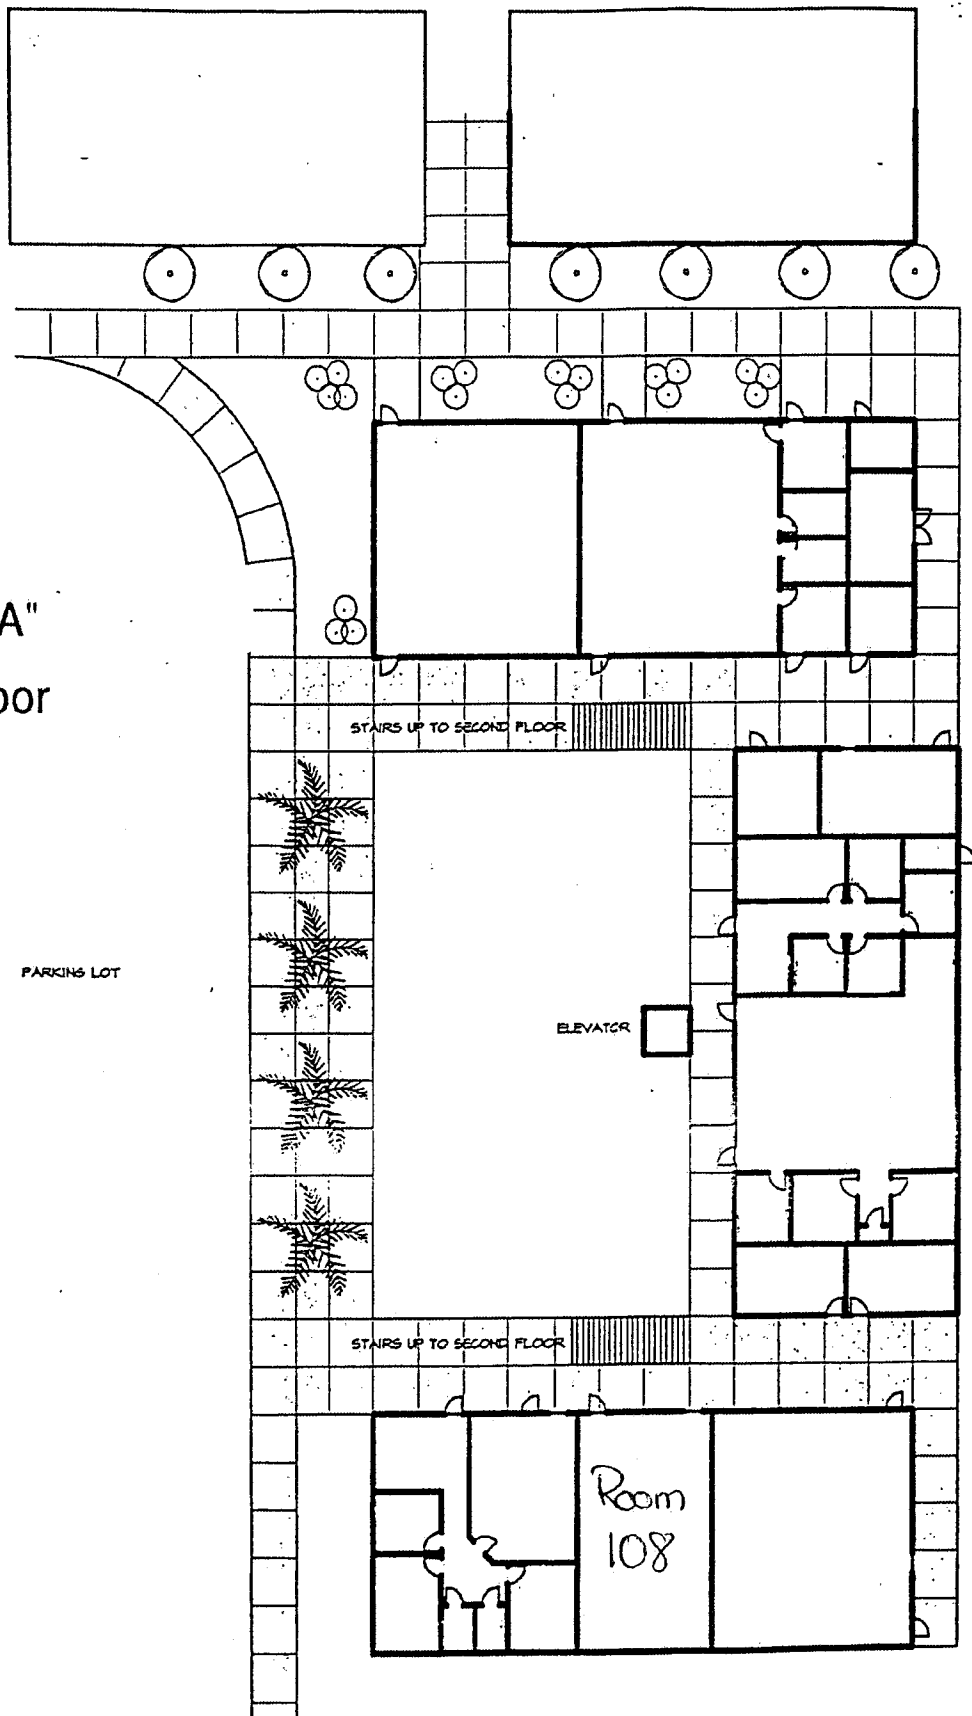 A"
oor
STAIRS UP TO SECOND FLOOR
PARKING LOT
ELEVATOR
STAIRS UP TO SECOND FLOOR
Room
108